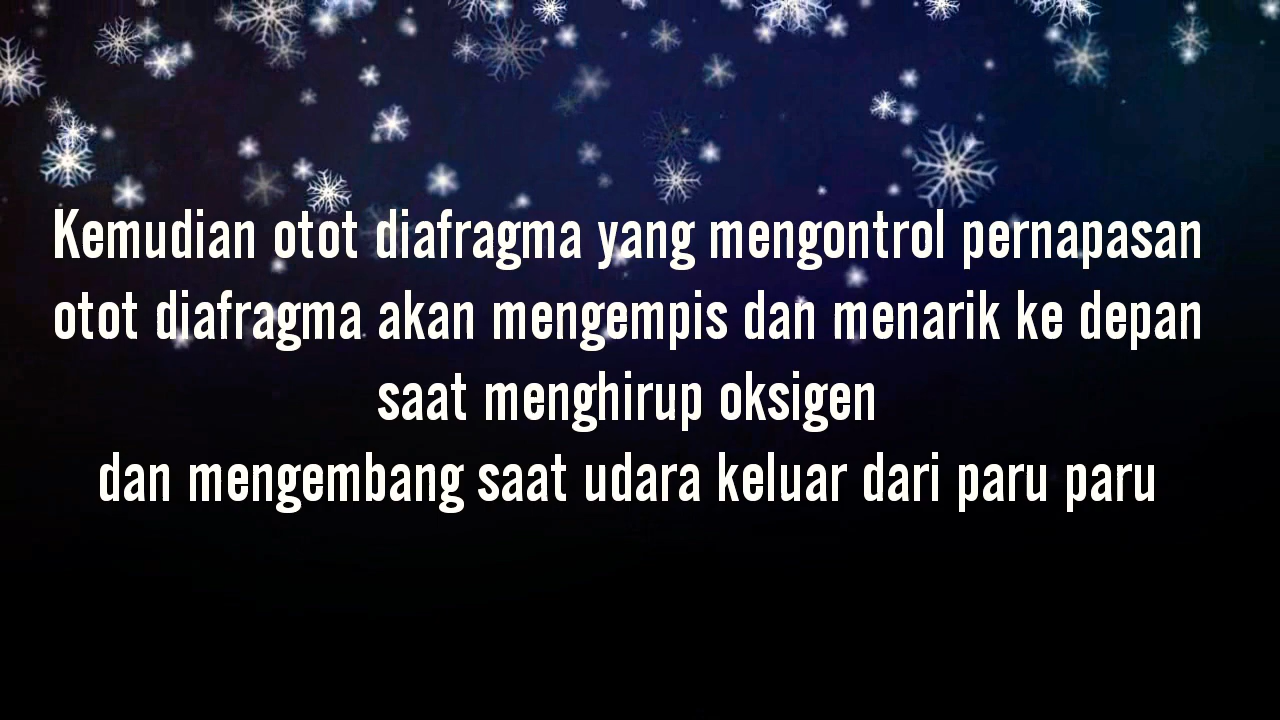 Kemudian otot diafragma yang mengontrol pernapasan
otot diafragma akan mengempis dan menarik ke depan
saat menghirup oksigen
dan mengembang saat udara keluar dari paru paru